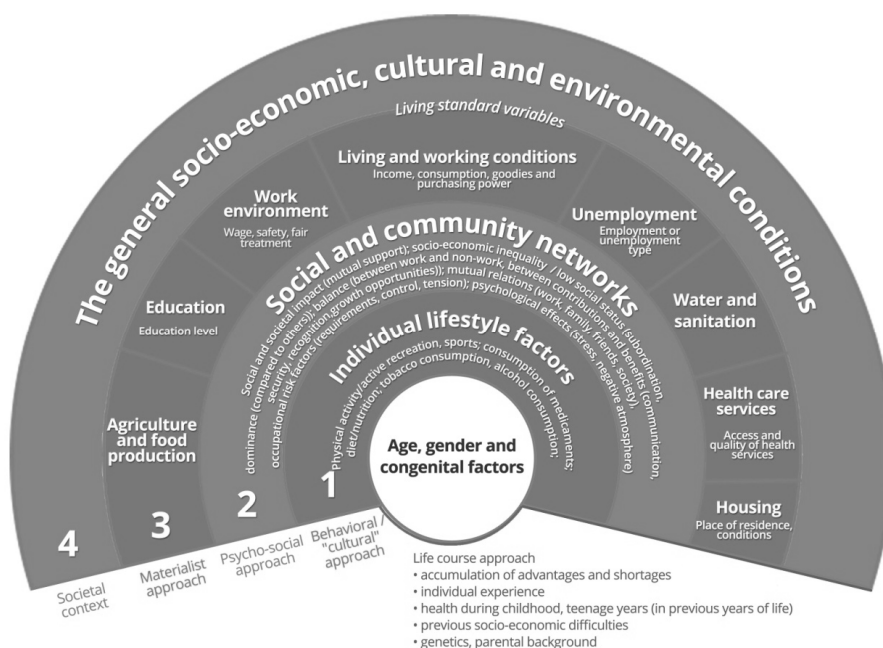 The general socio-economic, cultural and environmental conditions
Living standard variables
Living and working conditions
Income, consumption, goodies and
purchasing power
Work
environment
Wage, safety, fair
treatment
Unemployment
Employment or
unemployment
type
Education
Education level
Water and
sanitation
Agriculture
and food
production
Health care
services
Access and
quality of health
services
Housing
Place of residence,
conditions
Social and community networks
Social and societal impact (mutual support); socio-economic inequality / low social status (subordination,
dominance (compared to others)); balance (between work and non-work, between contributions and benefits (communication,
security, recognition,growth opportunities)); mutual relations (work, family, friends, society),
occupational risk factors (requirements, control, tension); psychological effects (stress, negative atmosphere)
Individual lifestyle factors
Physical activity/active recreation, sports; consumption of medicaments;
diet/nutrition; tobacco consumption, alcohol consumption;
Age, gender and
congenital factors
4
3
2
1
Societal
context
Materialist
approach
Psycho-social
approach
Behavioral /
"cultural"
approach
Life course approach
• accumulation of advantages and shortages
• individual experience
• health during childhood, teenage years (in previous years of life)
• previous socio-economic difficulties
• genetics, parental background